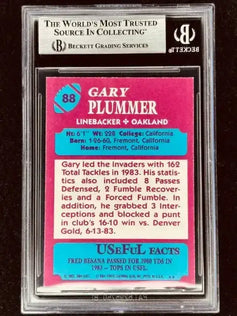 THE WORLD'S MOST TRUSTED
SOURCE IN COLLECTING™
BECKETT GRADING SERVICES
BECKETT
88
GARY
PLUMMER
LINEBACKER + OAKLAND
Ht: 6'1" Wt: 228 College: California
Born: 1-26-60, Fremont, California
Home: Fremont, California
Gary led the Invaders with 162
Total Tackles in 1983. His stat-
istics also included 8 Passes
Defensed, 2 Fumble Recover-
ies and a Forced Fumble. In
addition, he grabbed 3 Inter-
ceptions and blocked a punt
in club's 16-10 win vs. Denver
Gold, 6-13-83.
USeFuL FACTS
FRED BESANA PASSED FOR 3980 YDS IN
1983 – TOPS IN USFL.